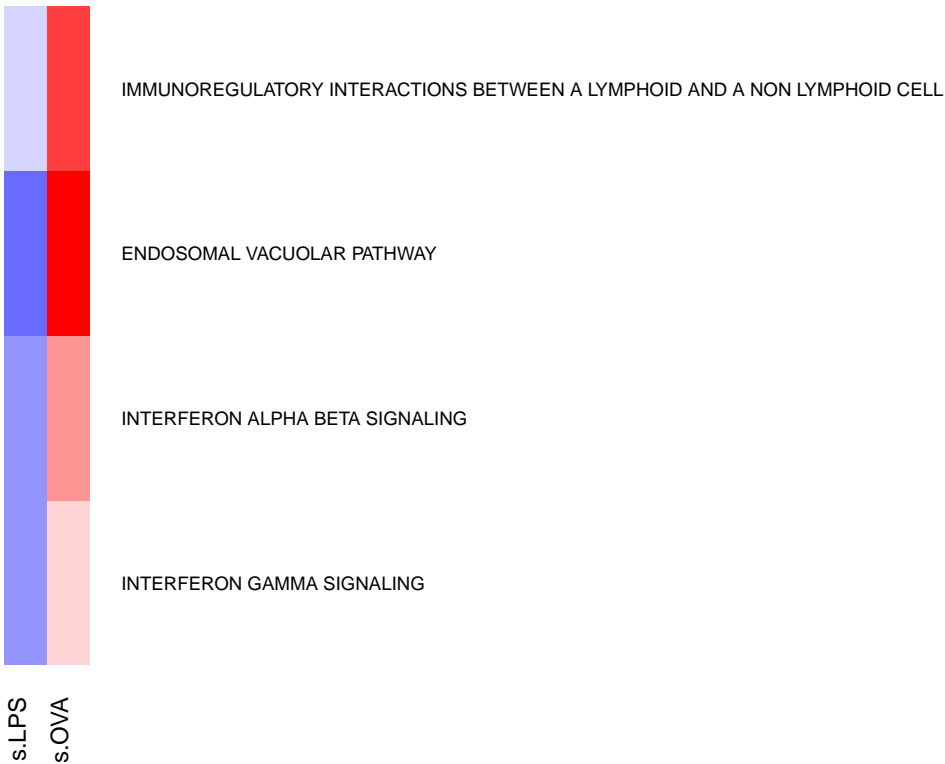 IMMUNOREGULATORY INTERACTIONS BETWEEN A LYMPHOID AND A NON LYMPHOID CELL
ENDOSOMAL VACUOLAR PATHWAY
INTERFERON ALPHA BETA SIGNALING
INTERFERON GAMMA SIGNALING
s.LPS
s.OVA